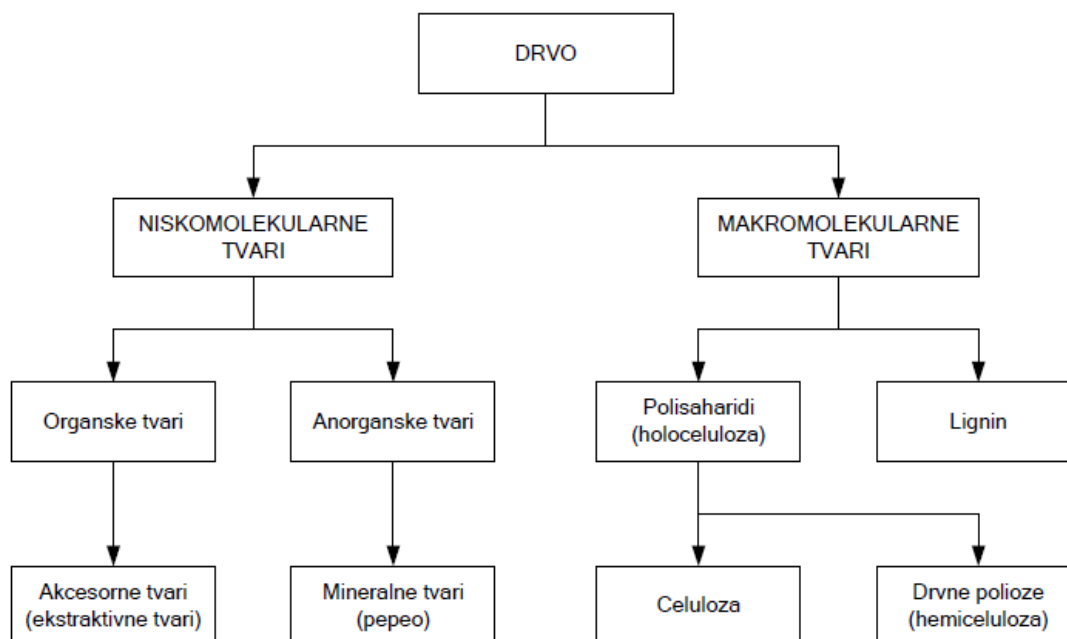 DRVO
NISKOMOLEKULARNE
TVARI
MAKROMOLEKULARNE
TVARI
Organske tvari
Anorganske tvari
Polisaharidi
(holoceluloza)
Lignin
Akcesorne tvari
(ekstraktivne tvari)
Mineralne tvari
(pepeo)
Celuloza
Drvne polioze
(hemiceluloza)